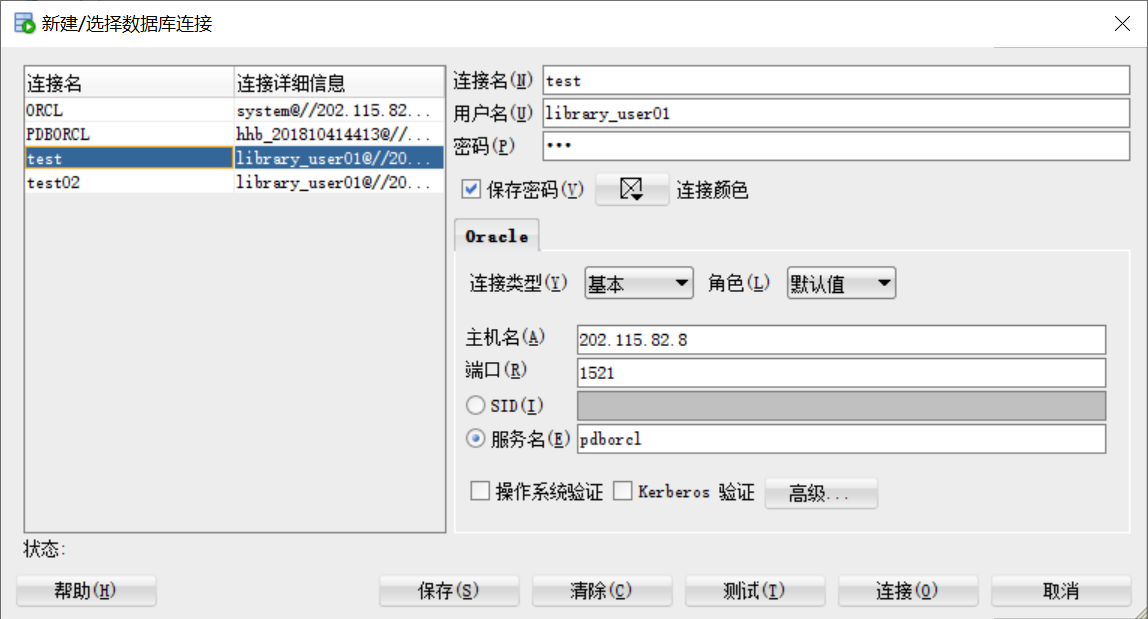 新建/选择数据库连接
连接名 连接详细信息
ORCL system@//202.115.82...
PDBORCL hhb_201810414413@//...
test library_user01@//20...
test02 library_user01@//20...
连接名(N) test
用户名(U) library_user01
密码(P) •••
保存密码(V) 连接颜色
Oracle
连接类型(Y) 基本 角色(L) 默认值
主机名(A) 202.115.82.8
端口(R) 1521
SID(I)
服务名(E) pdborcl
操作系统验证 Kerberos 验证 高级...
状态:
帮助(H) 保存(S) 清除(C) 测试(T) 连接(O) 取消